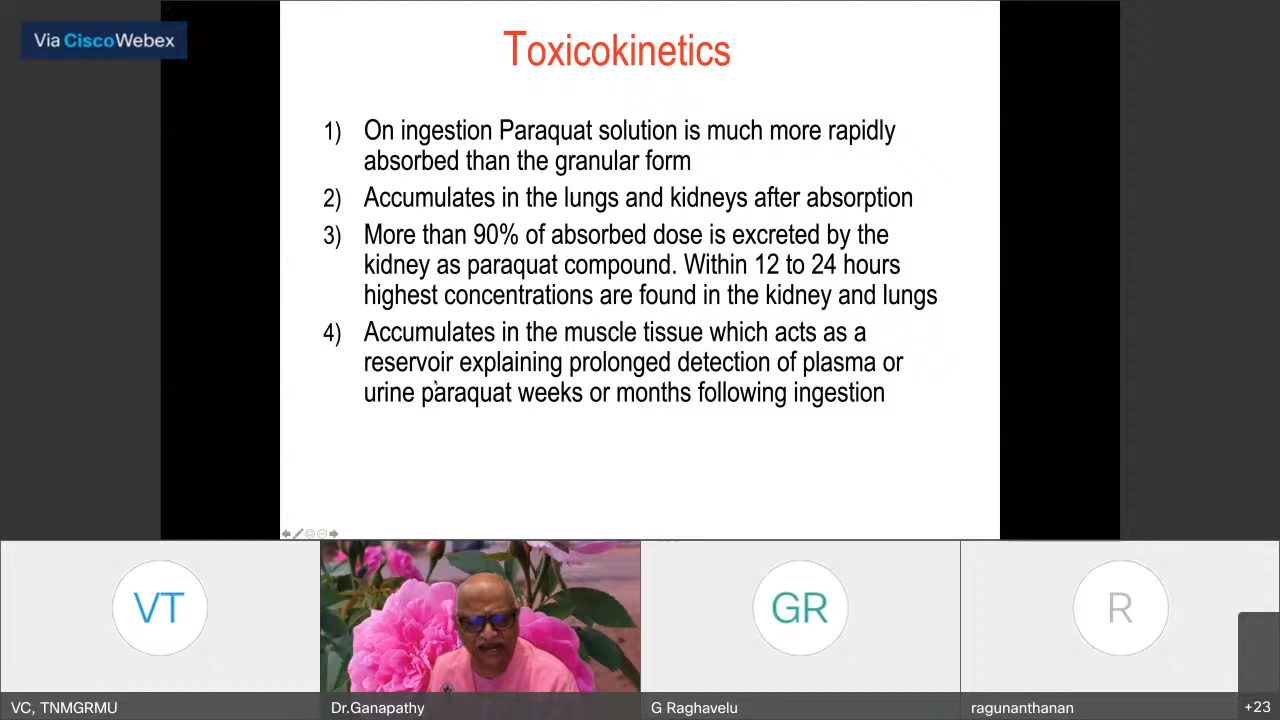 Via CiscoWebex
Toxicokinetics
1) On ingestion Paraquat solution is much more rapidly
absorbed than the granular form
2) Accumulates in the lungs and kidneys after absorption
3) More than 90% of absorbed dose is excreted by the
kidney as paraquat compound. Within 12 to 24 hours
highest concentrations are found in the kidney and lungs
4) Accumulates in the muscle tissue which acts as a
reservoir explaining prolonged detection of plasma or
urine paraquat weeks or months following ingestion
VT
GR
R
VC, TNMGRMU
Dr.Ganapathy
G Raghavelu
ragunanthanan
+23